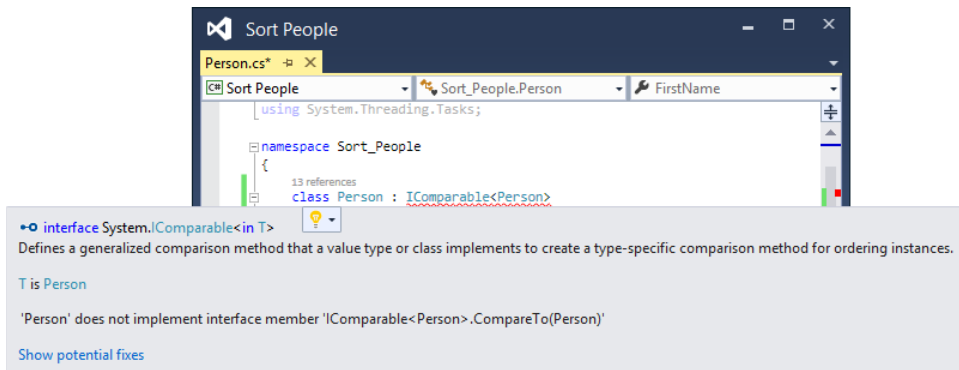 Sort People
Person.cs*
C# Sort People Sort_People.Person FirstName
using System.Threading.Tasks;
namespace Sort_People
{
13 references
class Person : IComparable<Person>
interface System.IComparable<in T>
Defines a generalized comparison method that a value type or class implements to create a type-specific comparison method for ordering instances.
T is Person
'Person' does not implement interface member 'IComparable<Person>.CompareTo(Person)'
Show potential fixes